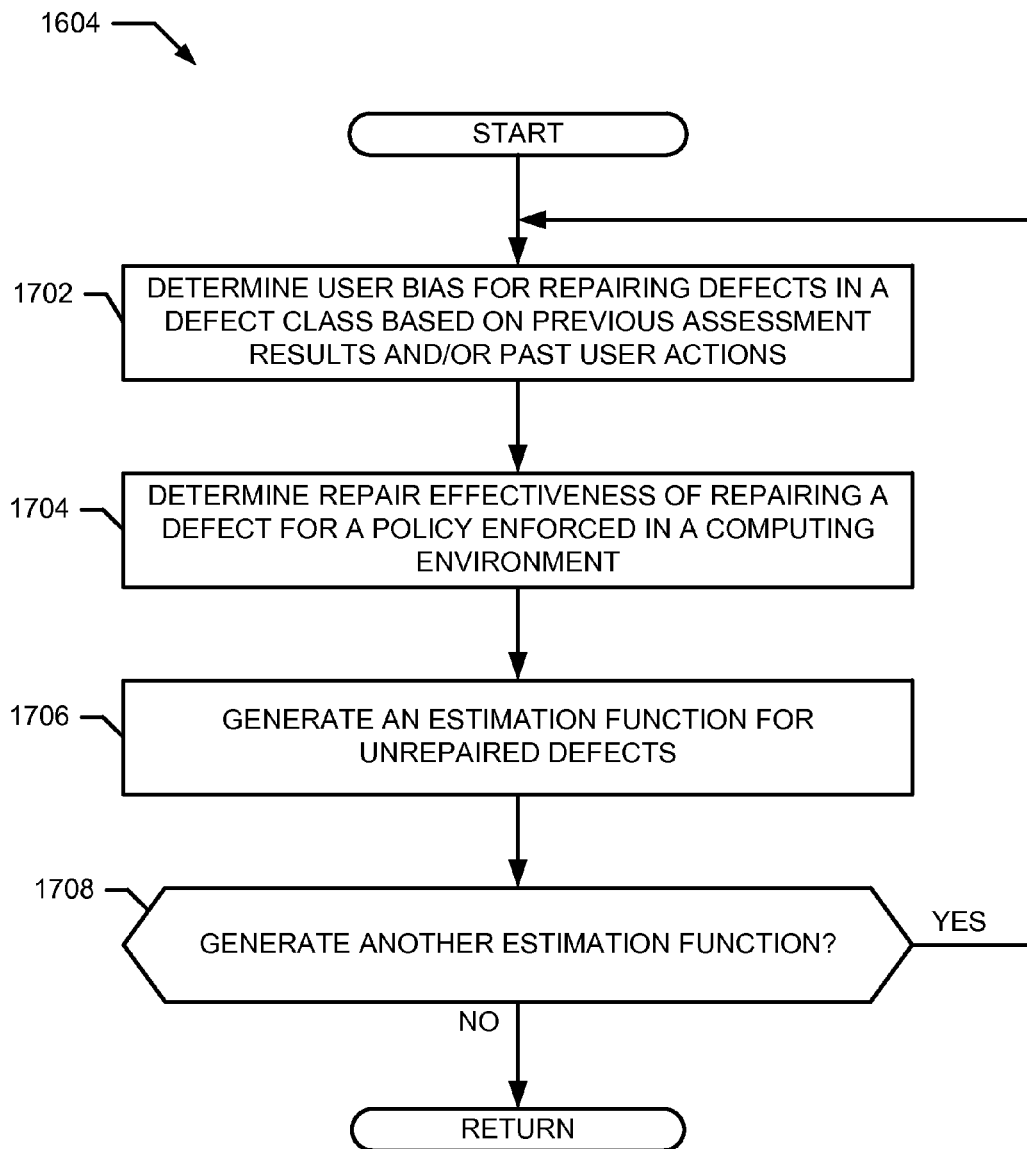 1604
START
1702
DETERMINE USER BIAS FOR REPAIRING DEFECTS IN A
DEFECT CLASS BASED ON PREVIOUS ASSESSMENT
RESULTS AND/OR PAST USER ACTIONS
1704
DETERMINE REPAIR EFFECTIVENESS OF REPAIRING A
DEFECT FOR A POLICY ENFORCED IN A COMPUTING
ENVIRONMENT
1706
GENERATE AN ESTIMATION FUNCTION FOR
UNREPAIRED DEFECTS
1708
GENERATE ANOTHER ESTIMATION FUNCTION?
YES
NO
RETURN